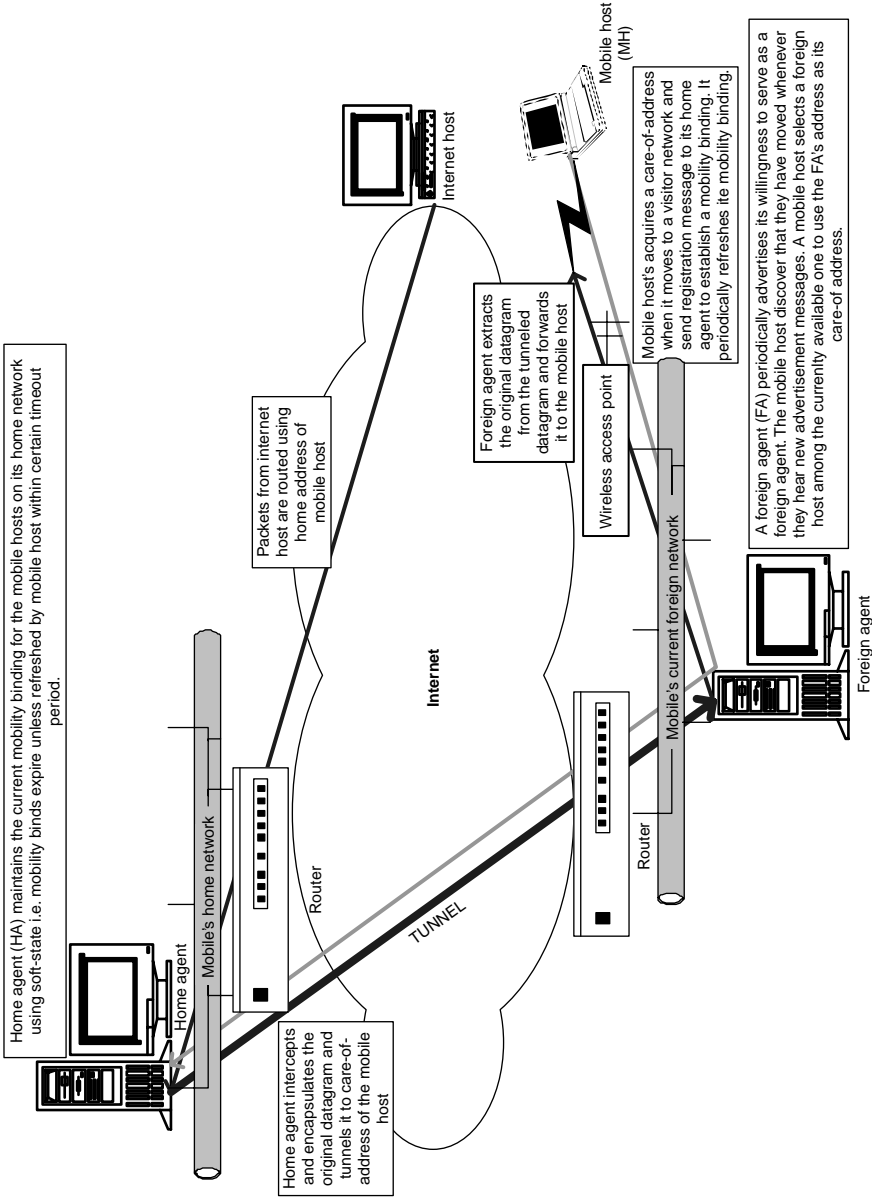 Home agent (HA) maintains the current mobility binding for the mobile hosts on its home network
using soft-state i.e. mobility binds expire unless refreshed by mobile host within certain timeout
period.
Home agent
Mobile's home network
Router
Home agent intercepts
and encapsulates the
original datagram and
tunnels it to care-of-
address of the mobile
host
Packets from internet
host are routed using
home address of
mobile host
Internet host
Internet
TUNNEL
Foreign agent extracts
the original datagram
from the tunneled
datagram and forwards
it to the mobile host
Mobile host
(MH)
Wireless access point
Router
Mobile host's acquires a care-of-address
when it moves to a visitor network and
send registration message to its home
agent to establish a mobility binding. It
periodically refreshes ite mobility binding.
Mobile's current foreign network
Foreign agent
A foreign agent (FA) periodically advertises its willingness to serve as a
foreign agent. The mobile host discover that they have moved whenever
they hear new advertisement messages. A mobile host selects a foreign
host among the currently available one to use the FA's address as its
care-of address.